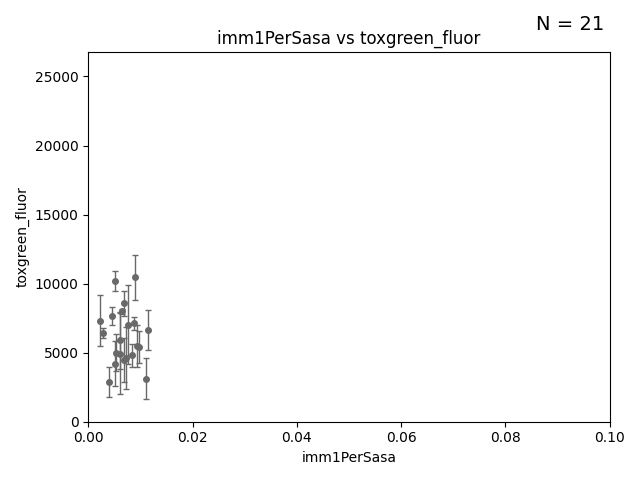 N = 21
imm1PerSasa vs toxgreen_fluor
25000
20000
15000
10000
5000
0
toxgreen_fluor
0.00 0.02 0.04 0.06 0.08 0.10
imm1PerSasa